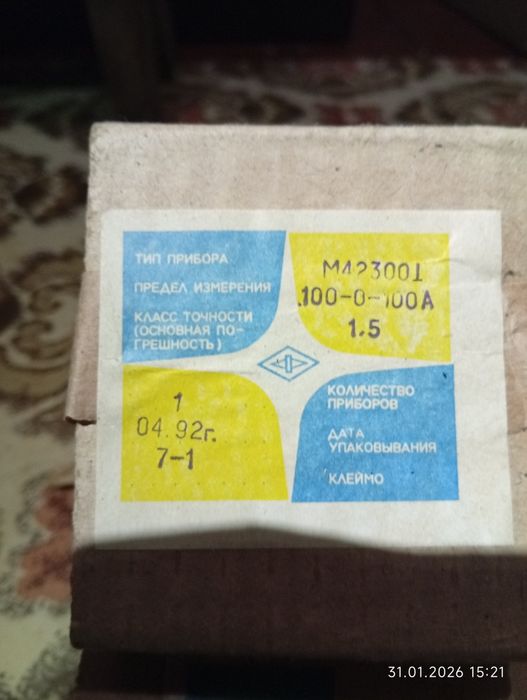 ТИП ПРИБОРА
ПРЕДЕЛ ИЗМЕРЕНИЯ
КЛАСС ТОЧНОСТИ
(ОСНОВНАЯ ПО-
ГРЕШНОСТЬ)
М42300I
100-0-100А
1.5
1
04.92г.
7-1
КОЛИЧЕСТВО
ПРИБОРОВ
ДАТА
УПАКОВЫВАНИЯ
КЛЕЙМО
31.01.2026 15:21